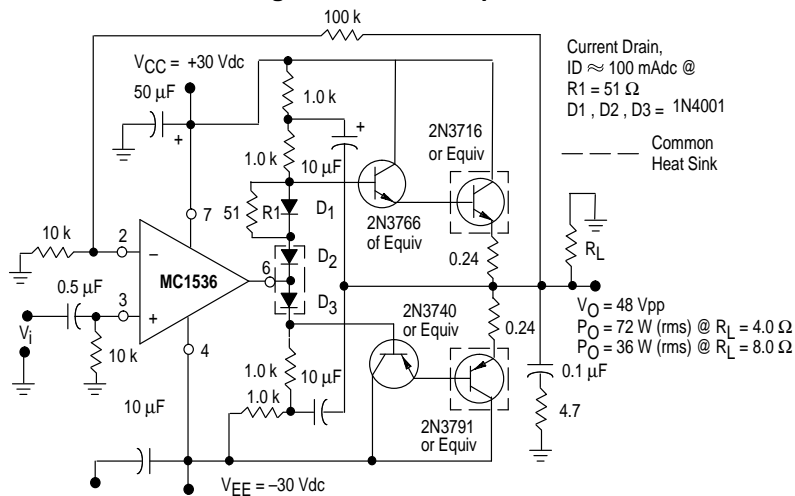 100 k
VCC = +30 Vdc
50 μF
+
1.0 k
+
1.0 k
10 μF
Current Drain,
ID ≈ 100 mAdc @
R1 = 51 Ω
D1 , D2 , D3 = 1N4001
Common
Heat Sink
2N3716
or Equiv
2N3766
of Equiv
51
R1
D1
D2
D3
10 k
7
2
−
MC1536
6
0.5 μF
3
+
Vi
10 k
4
0.24
RL
2N3740
or Equiv
0.24
VO = 48 Vpp
PO = 72 W (rms) @ RL = 4.0 Ω
PO = 36 W (rms) @ RL = 8.0 Ω
0.1 μF
4.7
1.0 k
10 μF
1.0 k
10 μF
2N3791
or Equiv
VEE = −30 Vdc